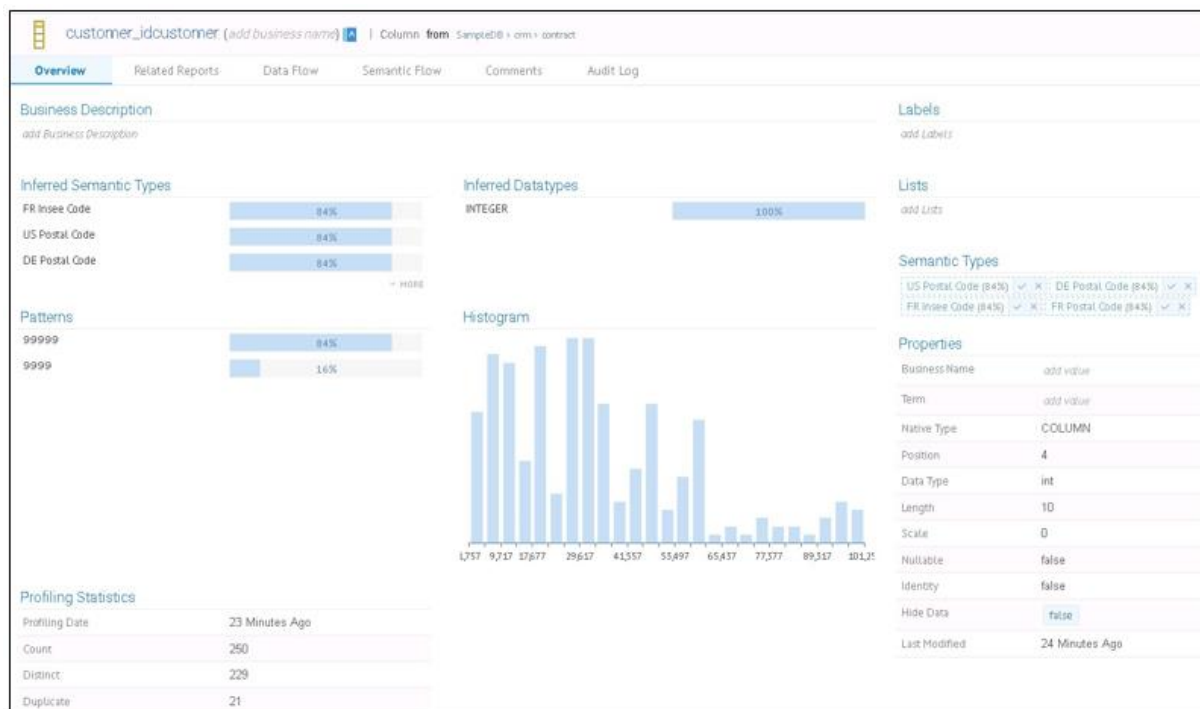 customer_idcustomer (add business name) A | Column from SampleDB › crm › contract
Overview Related Reports Data Flow Semantic Flow Comments Audit Log
Business Description
add Business Description
Labels
add Labels
Inferred Semantic Types
FR Insee Code 84%
US Postal Code 84%
DE Postal Code 84%
MORE
Inferred Datatypes
INTEGER 100%
Lists
add Lists
Semantic Types
US Postal Code (84%) ✓ × DE Postal Code (84%) ✓ ×
FR Insee Code (84%) ✓ × FR Postal Code (84%) ✓ ×
Patterns
99999 84%
9999 16%
Histogram
1,757 9,717 17,677 29,617 41,557 53,497 65,437 77,377 89,317
Properties
Business Name add value
Term add value
Native Type COLUMN
Position 4
Data Type int
Length 10
Scale 0
Nullable false
Identity false
Hide Data false
Last Modified 24 Minutes Ago
Profiling Statistics
Profiling Date 23 Minutes Ago
Count 250
Distinct 229
Duplicate 21